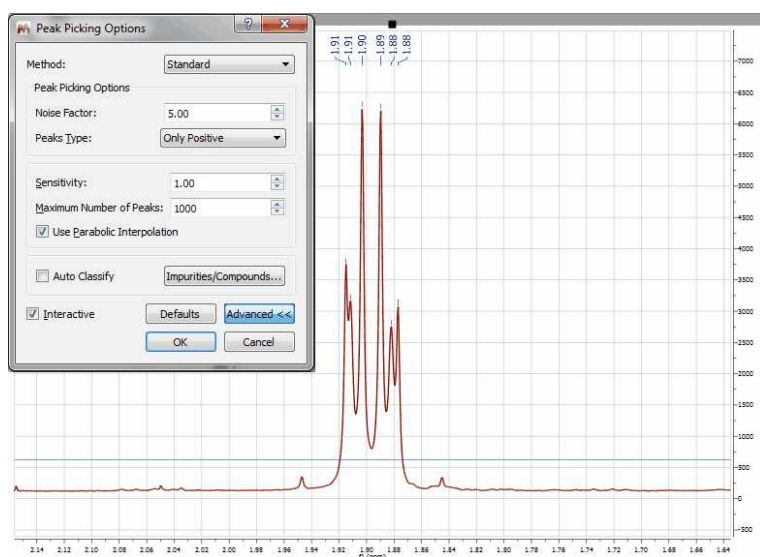 Peak Picking Options
Method: Standard
Peak Picking Options
Noise Factor: 5.00
Peaks Type: Only Positive
Sensitivity: 1.00
Maximum Number of Peaks: 1000
Use Parabolic Interpolation
Auto Classify Impurities/Compounds...
Interactive Defaults Advanced <<
OK Cancel
1.91
1.91
1.90
1.89
1.88
1.88
7000
6500
6000
5500
5000
4500
4000
3500
3000
2500
2000
1500
1000
500
0
-500
2.14 2.12 2.10 2.08 2.06 2.04 2.02 2.00 1.98 1.96 1.94 1.92 1.90 1.88 1.86 1.84 1.82 1.80 1.78 1.76 1.74 1.72 1.70 1.68 1.66 1.64